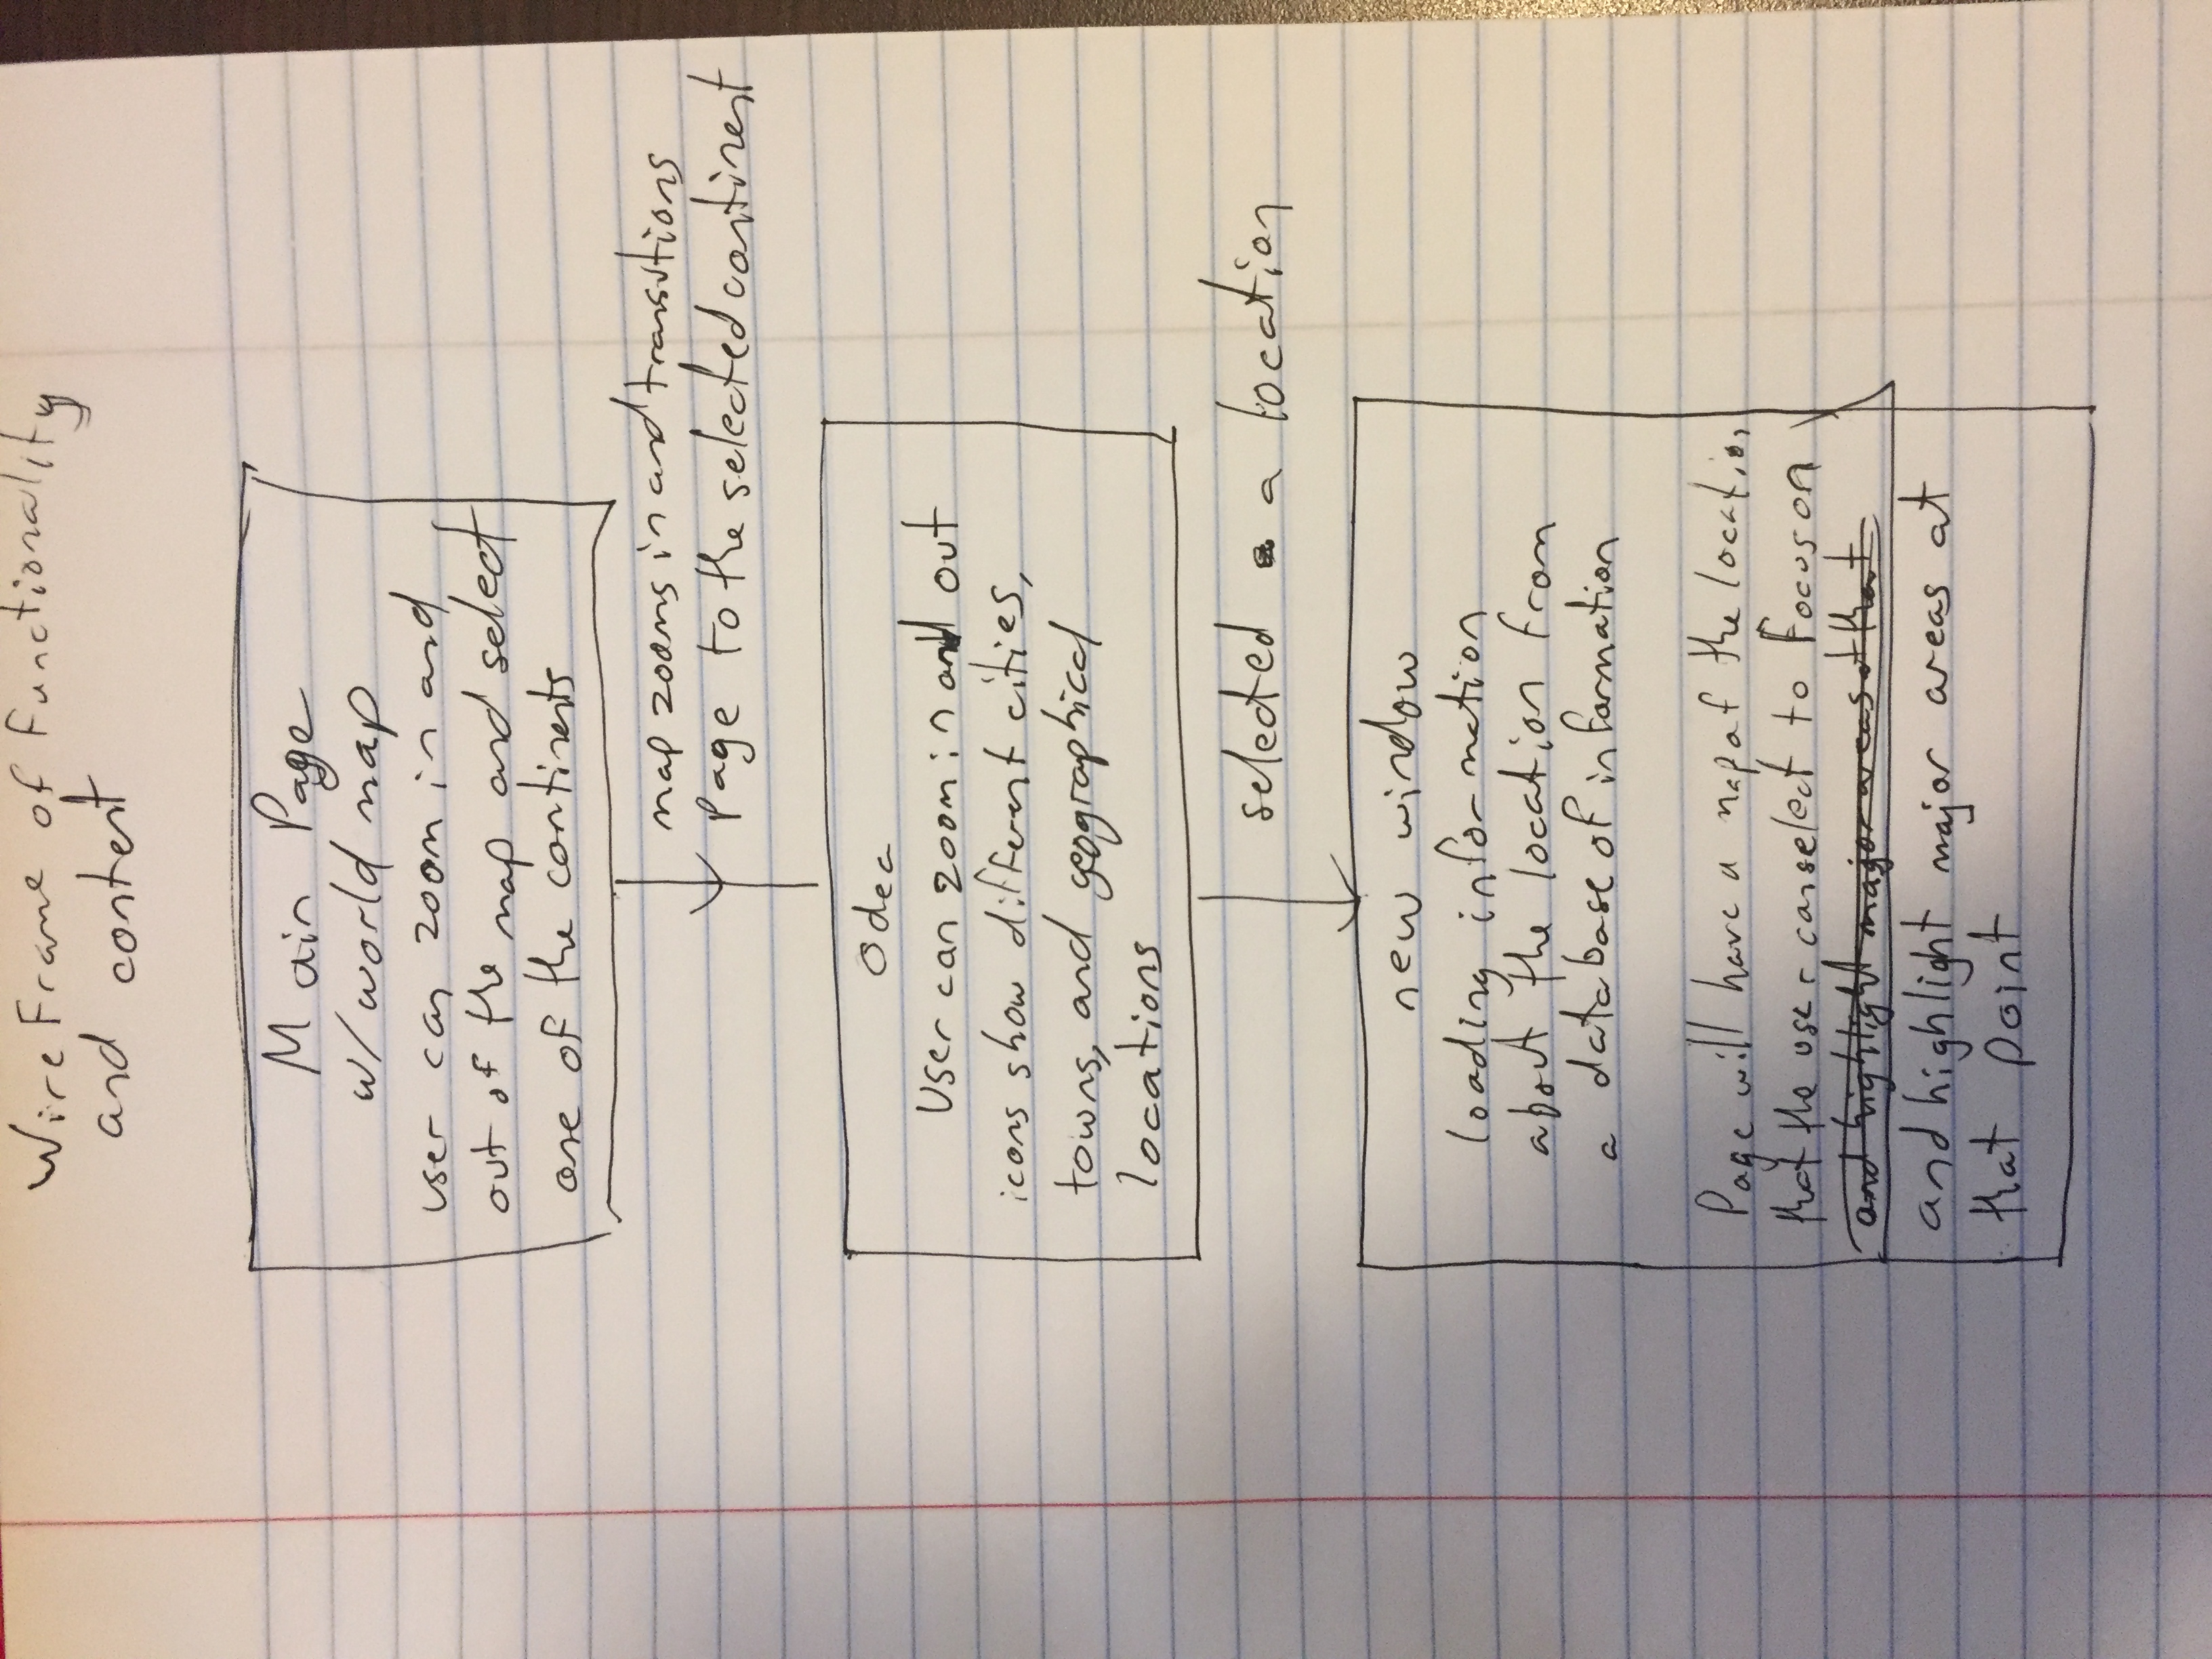 WireFrame of Functionality
and content
Main Page
w/ world map
user can zoom in and
out of the map and select
one of the continents
map zooms in and transitions
page to the selected continent
Odea
User can zoom in and out
icons show different cities,
towns, and geographical
locations
selected a location
new window
loading information
about the location from
a database of information
Page will have a map of the location
that the user can select to focus on
and highlight major areas at that
and highlight major areas at
that point